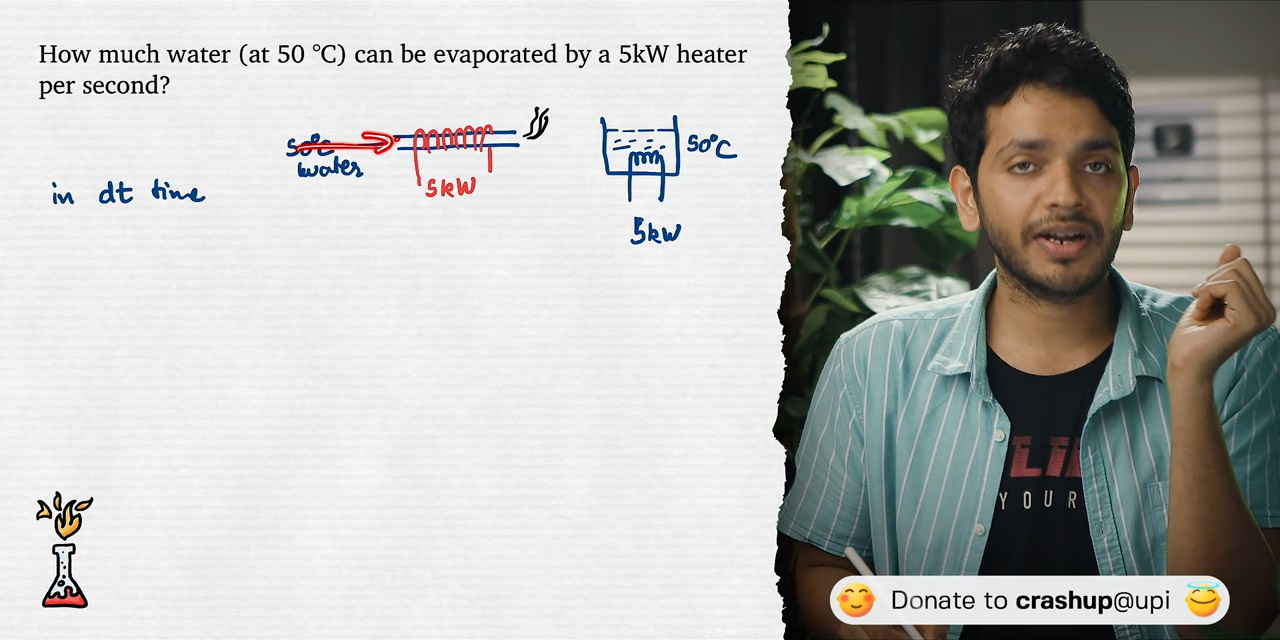 How much water (at 50 °C) can be evaporated by a 5kW heater
per second?
50°C
water
5kW
50°C
5kW
in dt time
YOUR
Donate to crashup@upi